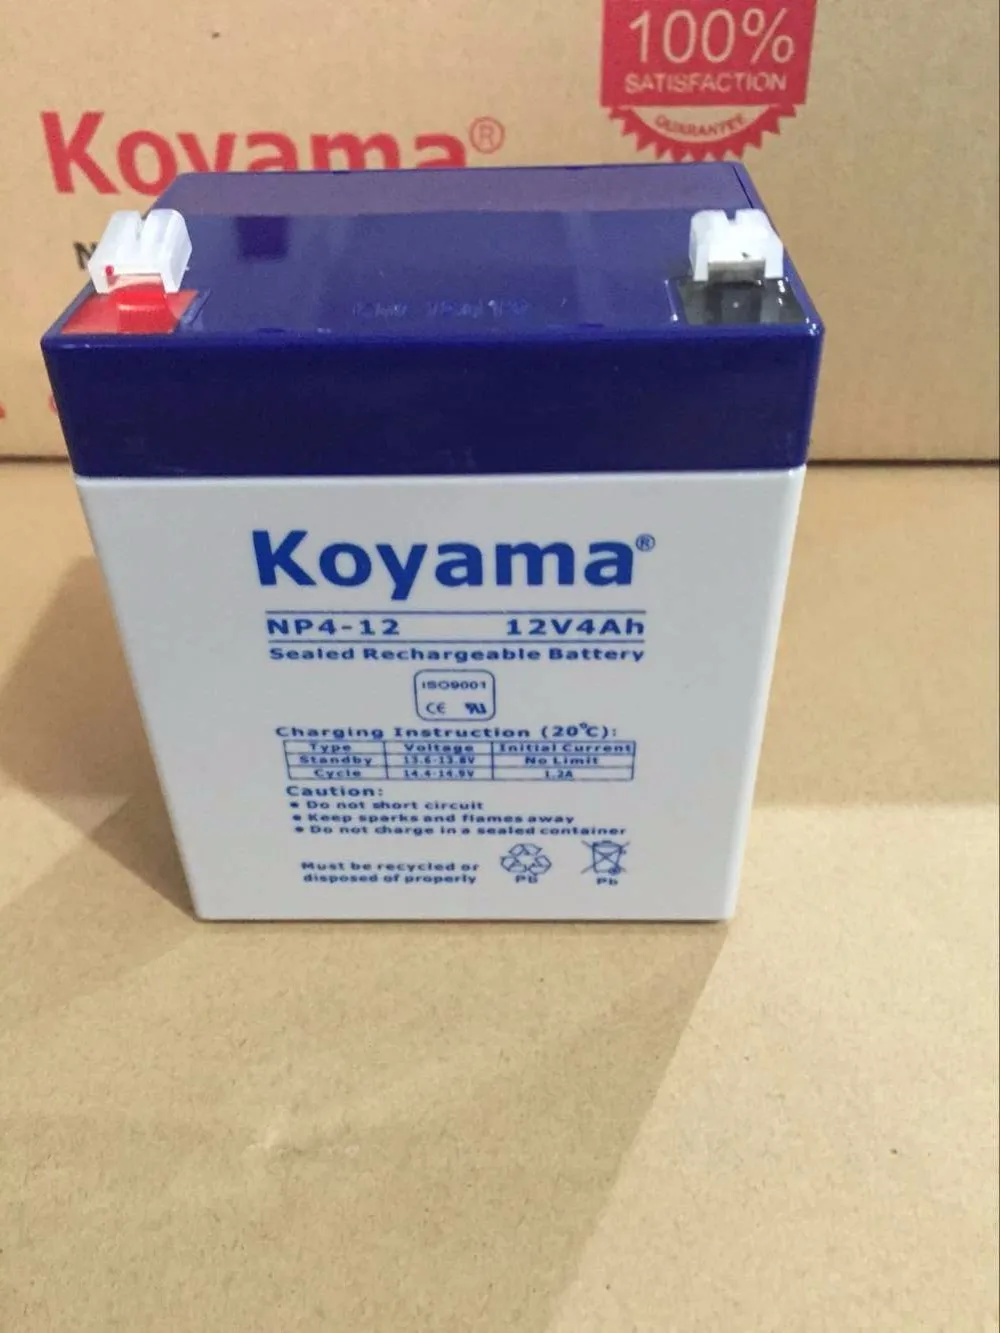 100%
SATISFACTION
GUARANTEE
Koyama®
N
Koyama®
NP4-12 12V4Ah
Sealed Rechargeable Battery
ISO9001
CE
Charging Instruction (20℃):
Type Voltage Initial Current
Standby 13.6-13.8V No Limit
Cycle 14.4-14.9V 1.2A
Caution:
• Do not short circuit
• Keep sparks and flames away
• Do not charge in a sealed container
Must be recycled or
disposed of properly
Pb Pb